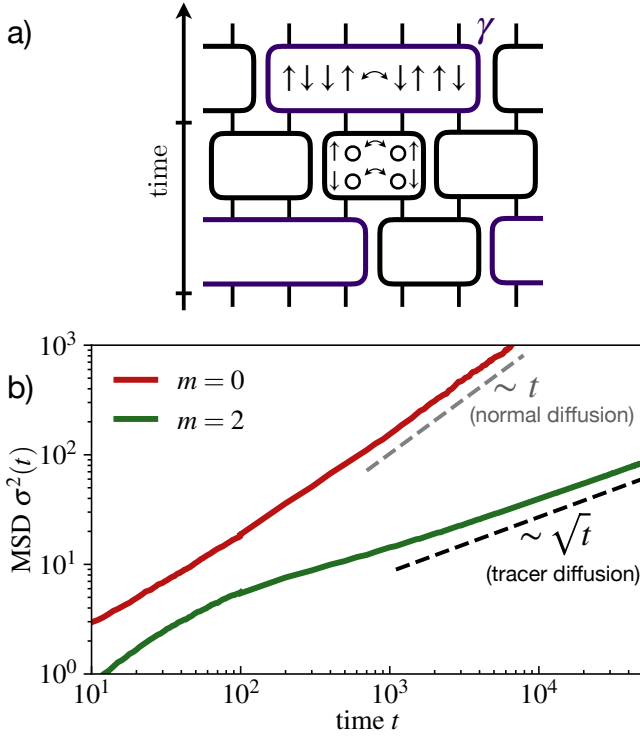 a)
γ
↑↓↓↑ ↓↑↑↓
time
↑ ↑
↓ ↓
b)
10³
m = 0
m = 2
~ t
(normal diffusion)
10²
MSD σ²(t)
10¹
~ √t
(tracer diffusion)
10⁰
10¹ 10² 10³ 10⁴
time t